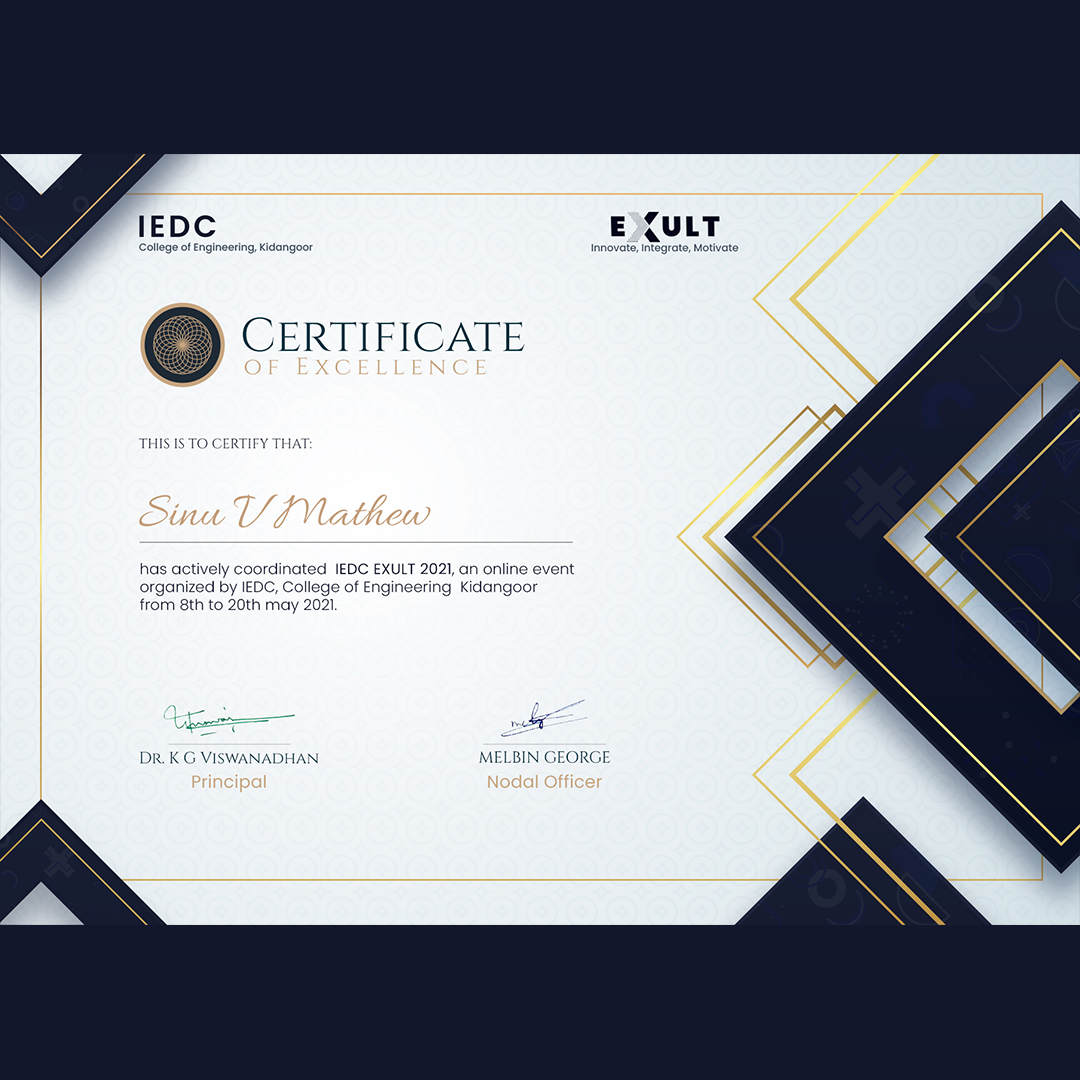 IEDC
College of Engineering, Kidangoor
EXULT
Innovate, Integrate, Motivate
CERTIFICATE
OF EXCELLENCE
THIS IS TO CERTIFY THAT:
Sinu V Mathew
has actively coordinated IEDC EXULT 2021, an online event
organized by IEDC, College of Engineering Kidangoor
from 8th to 20th may 2021.
DR. K G VISWANADHAN
Principal
MELBIN GEORGE
Nodal Officer